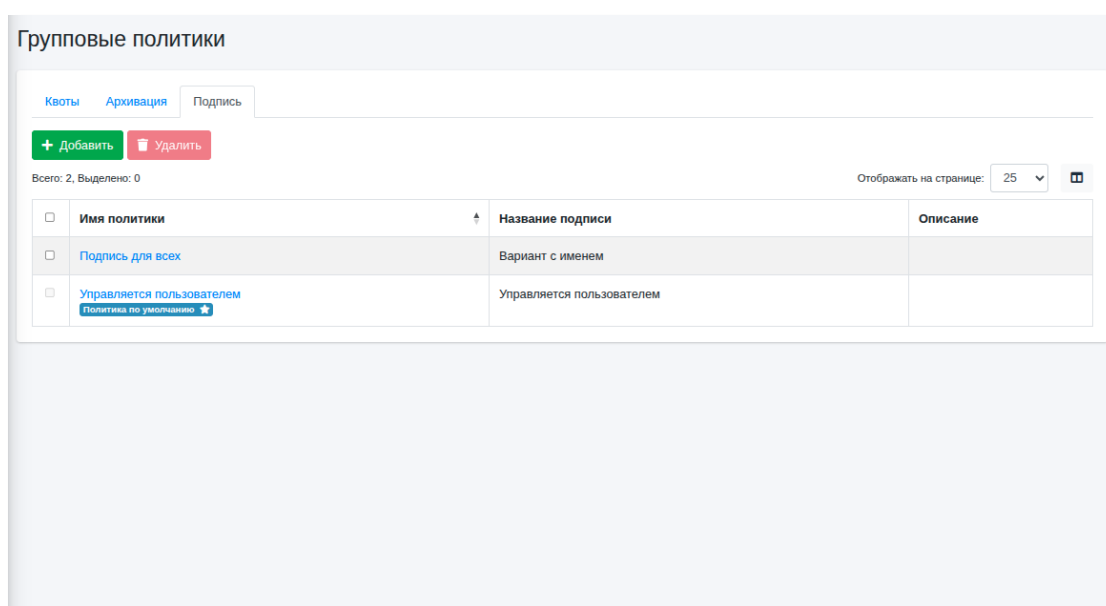 Групповые политики
Квоты Архивация Подпись
Добавить Удалить
Всего: 2, Выделено: 0 Отображать на странице: 25
Имя политики Название подписи Описание
Подпись для всех Вариант с именем
Управляется пользователем Управляется пользователем
Политика по умолчанию